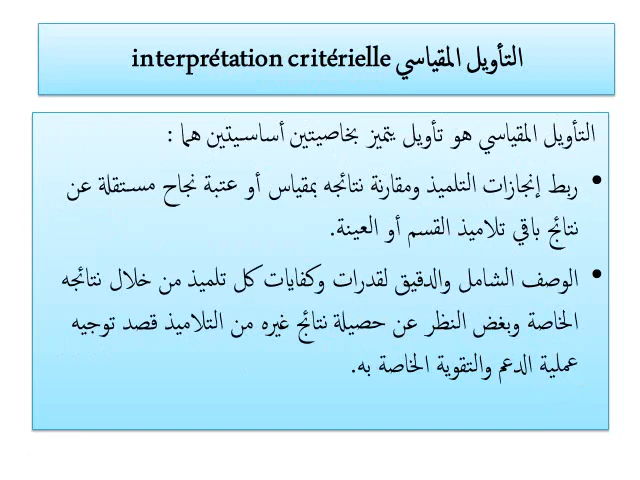 التأويل المقياسي interprétation critérielle
التأويل المقياسي هو تأويل يتميز بخاصيتين أساسيتين هما :
• ربط إنجازات التلميذ ومقارنة نتائجه بمقياس أو عتبة نجاح مستقلة عن
نتائج باقي تلاميذ القسم أو العينة.
• الوصف الشامل والدقيق لقدرات وكفايات كل تلميذ من خلال نتائجه
الخاصة وبغض النظر عن حصيلة نتائج غيره من التلاميذ قصد توجيه
عملية الدعم والتقوية الخاصة به.